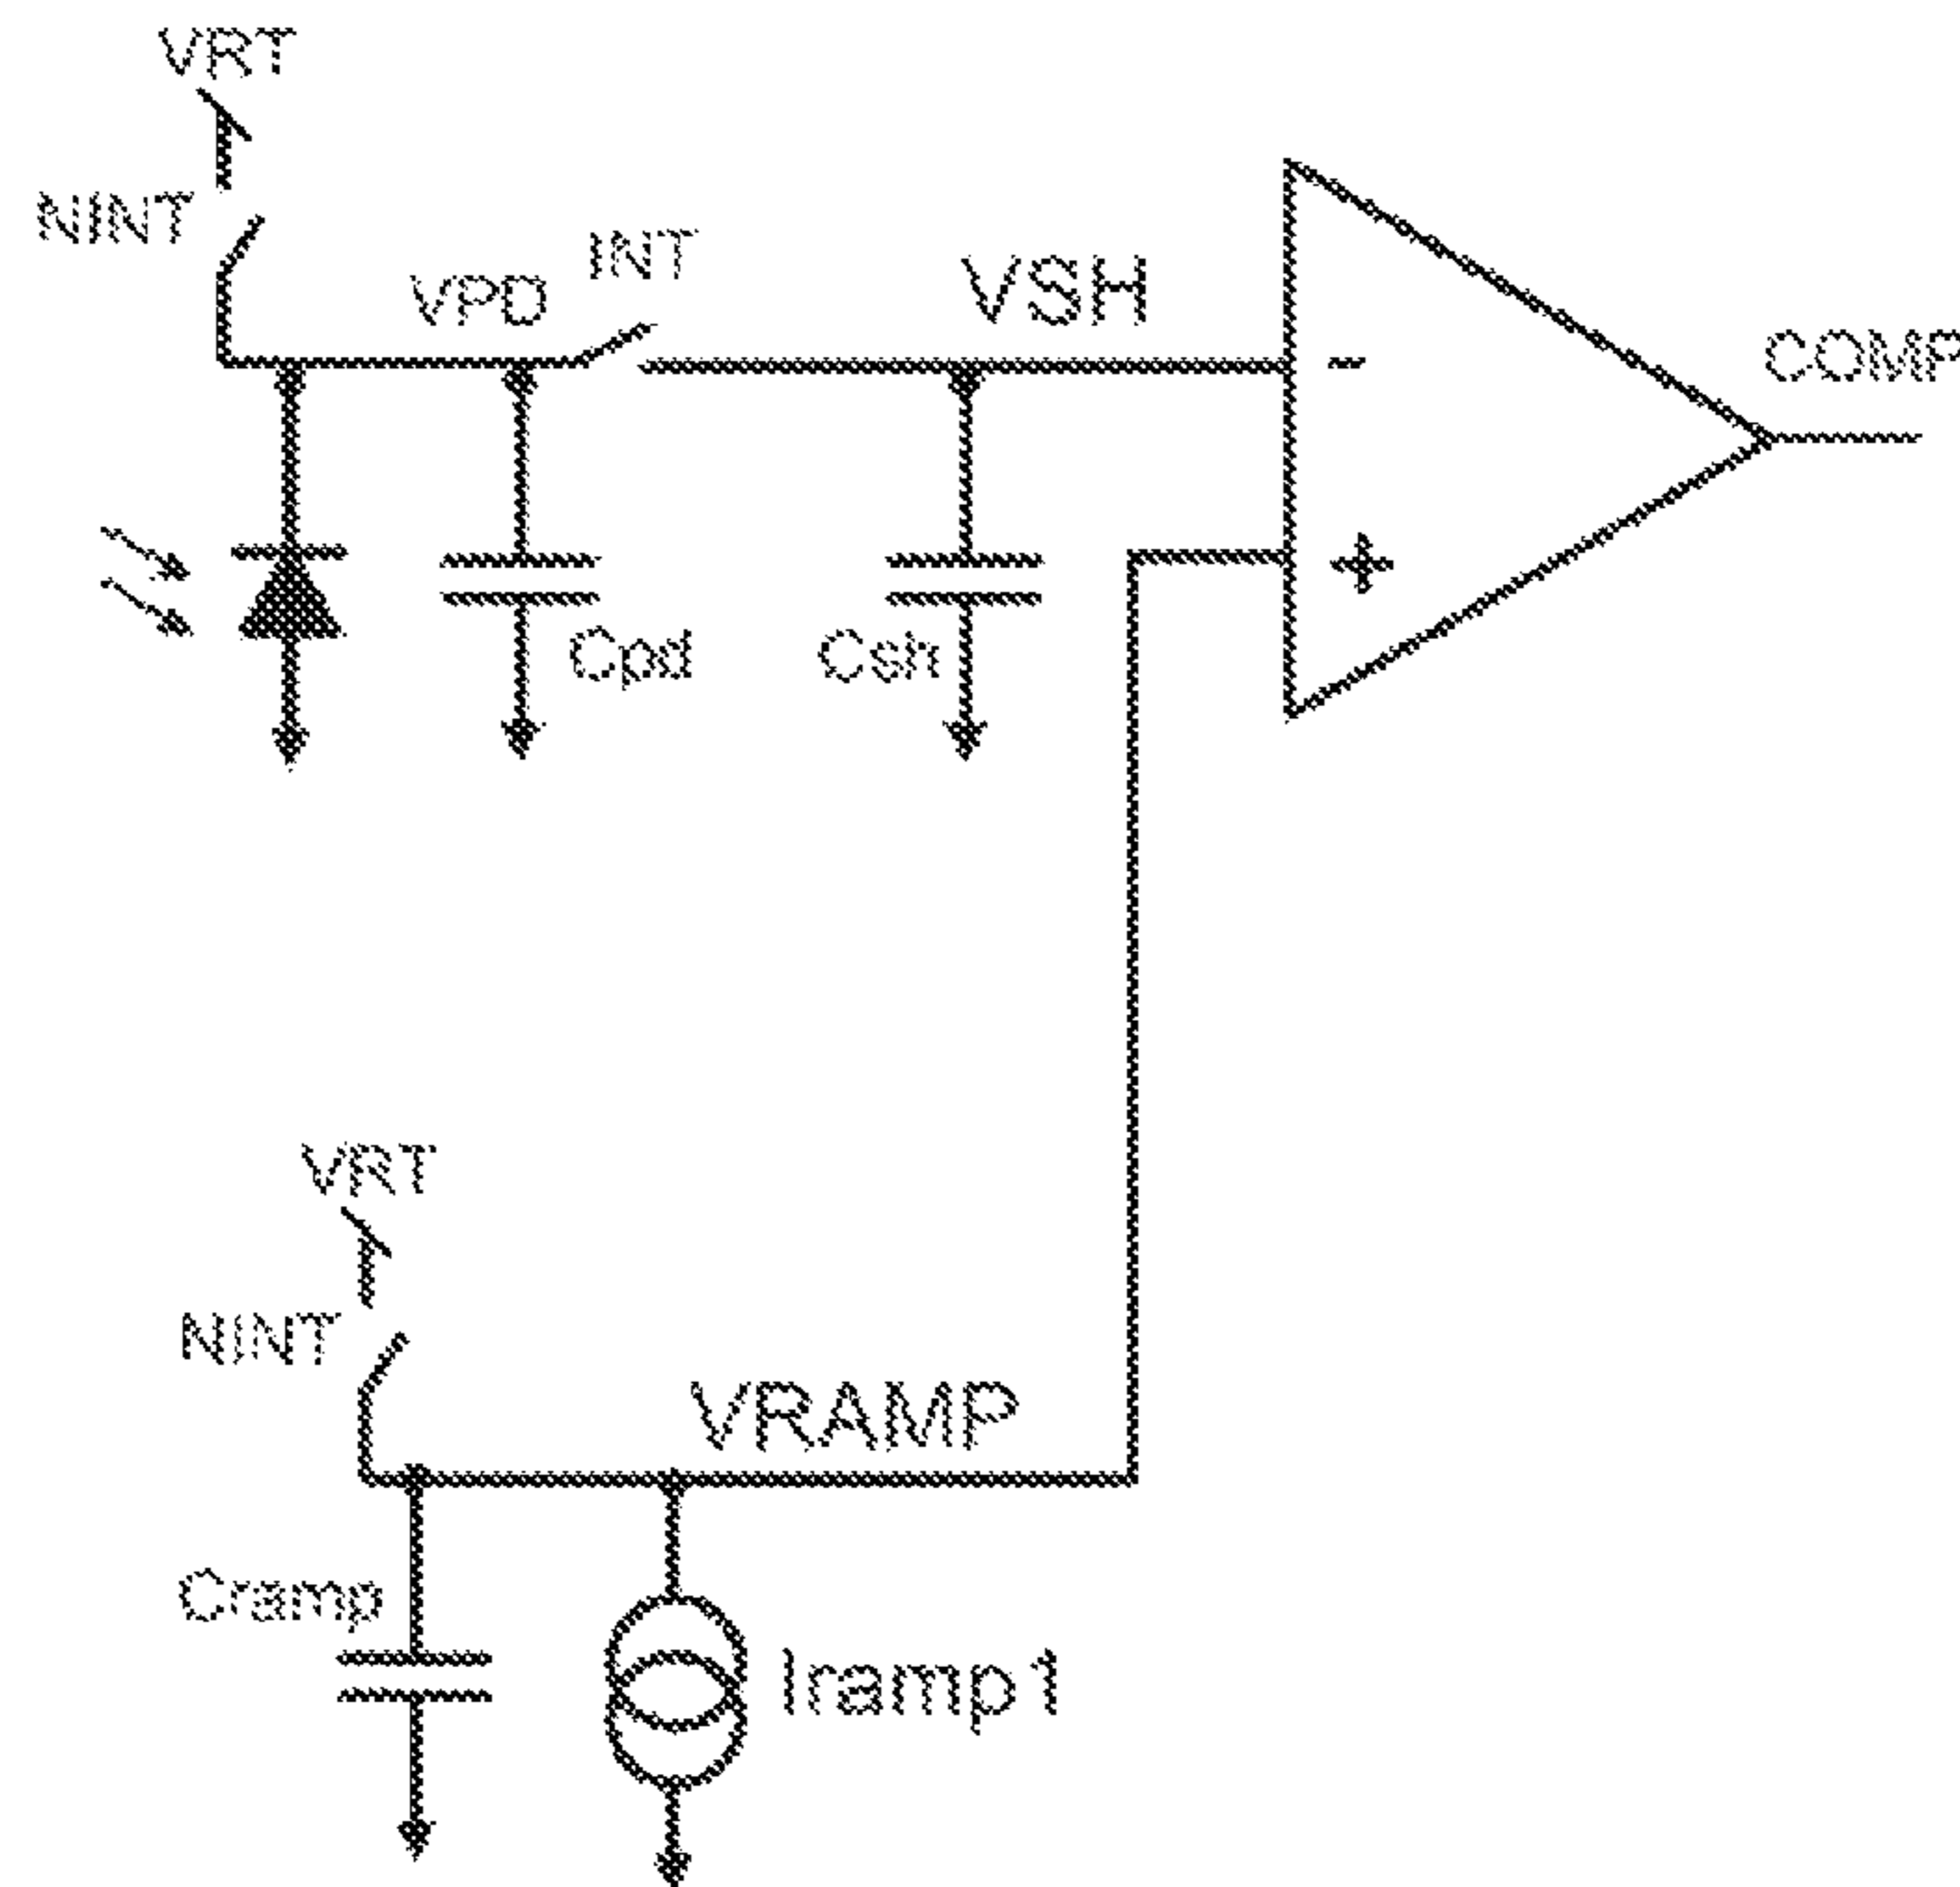 VRT
NINT
INT
VPD
VSH
COMP
-
+
Cpd
Csh
VRT
NINT
VRAMP
Cramp
Iramp1